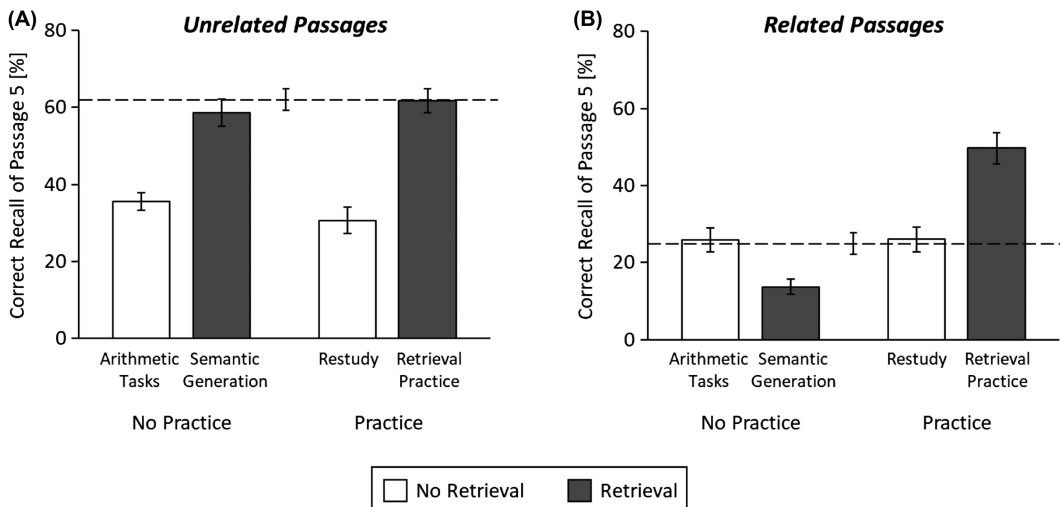 (A)
Unrelated Passages
Correct Recall of Passage 5 [%]
80
60
40
20
0
Arithmetic Tasks
Semantic Generation
Restudy
Retrieval Practice
No Practice
Practice
(B)
Related Passages
Correct Recall of Passage 5 [%]
80
60
40
20
0
Arithmetic Tasks
Semantic Generation
Restudy
Retrieval Practice
No Practice
Practice
No Retrieval
Retrieval